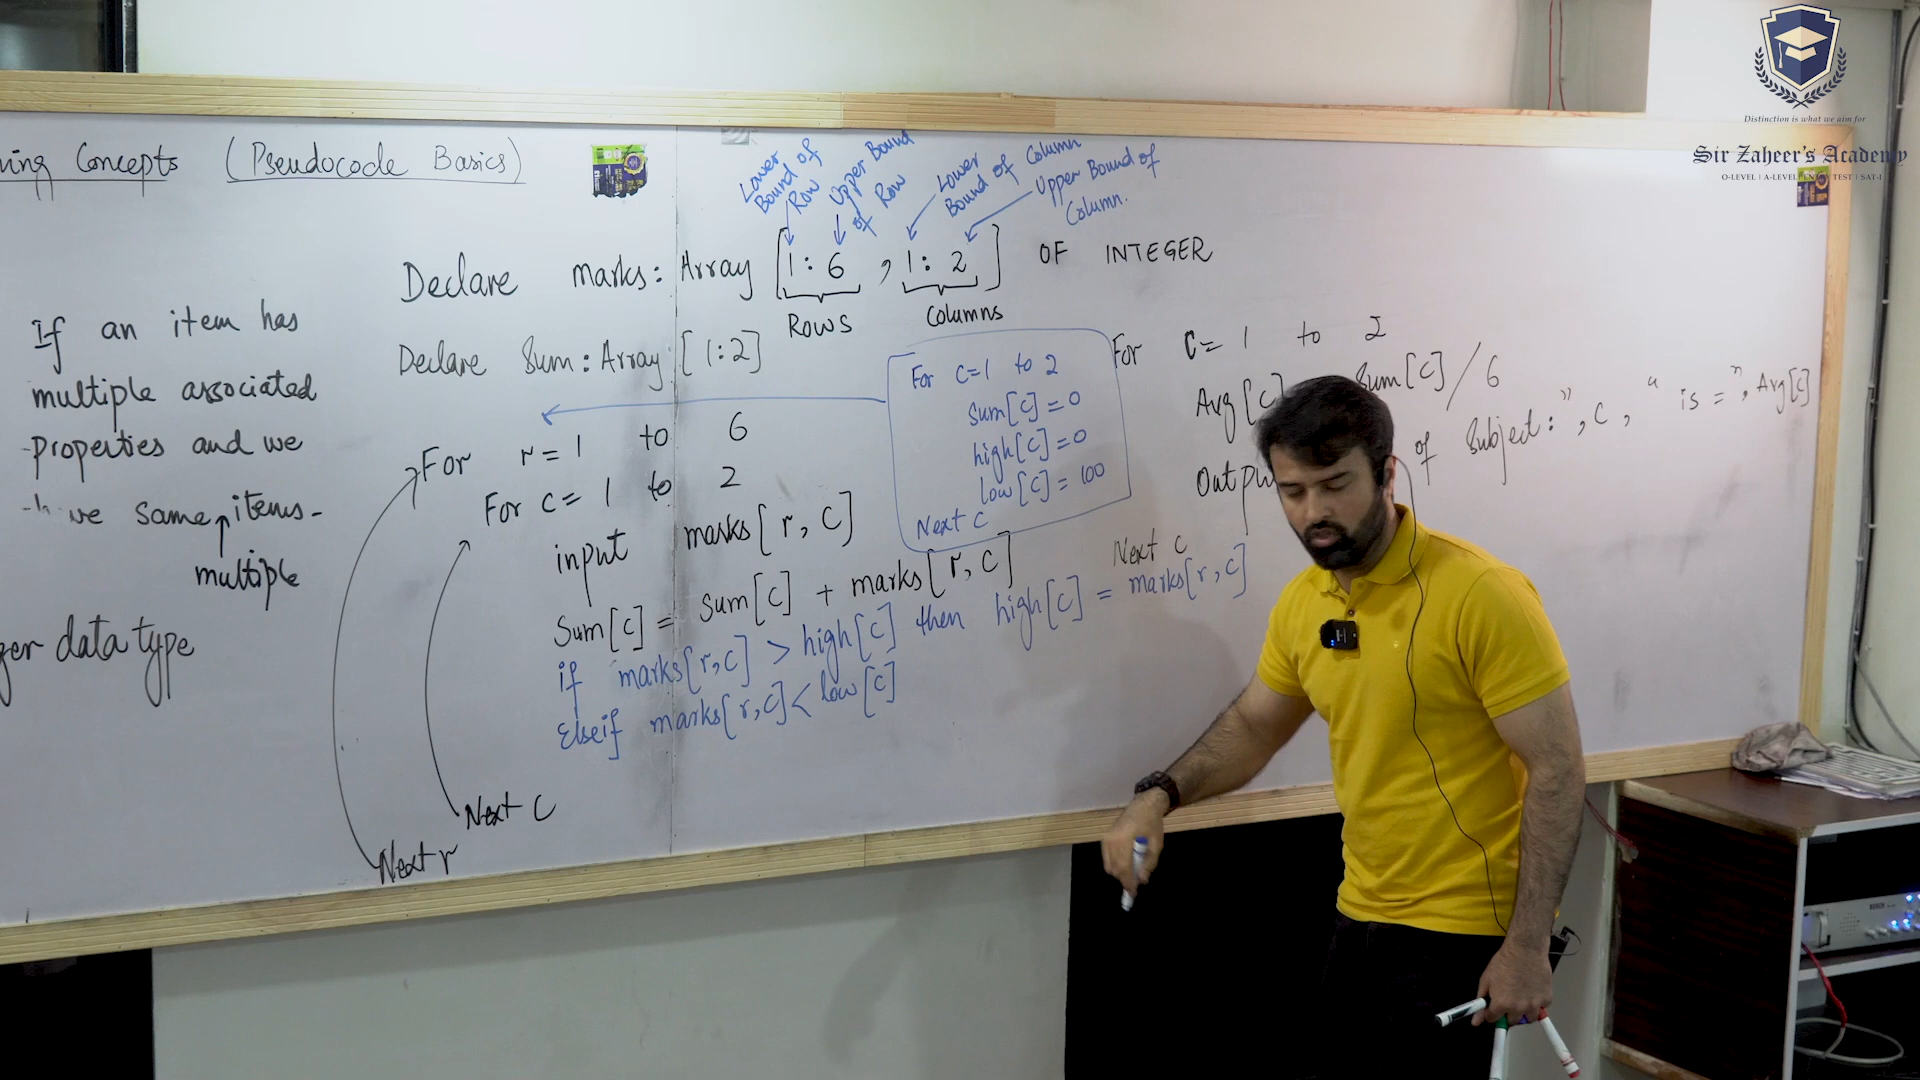 Distinction is what we aim for
Sir Zaheer's Academy
O-LEVEL | A-LEVEL | ENTRY TEST | SAT-I
Concepts (Pseudocode Basics)
Lower Bound of Row
Upper Bound of Row
Lower Bound of Column
Upper Bound of Column.
Declare marks: Array [1: 6 , 1: 2] OF INTEGER
Rows
Columns
If an item has
multiple associated
properties and we
same items-
multiple
data type
Declare Sum: Array [1:2]
For r = 1 to 6
For c = 1 to 2
input marks[r, c]
Sum[c] = Sum[c] + marks[r, c]
if marks[r,c] > high[c] then high[c] = marks[r, c]
Elseif marks[r,c] < low[c]
Next C
Next r
For c=1 to 2
Sum[c] = 0
high[c] = 0
low[c] = 100
Next C
For C = 1 to 2
Avg[c] Sum[c]/6
of Subject: ", C, " is = ", Avg[c]
Next C